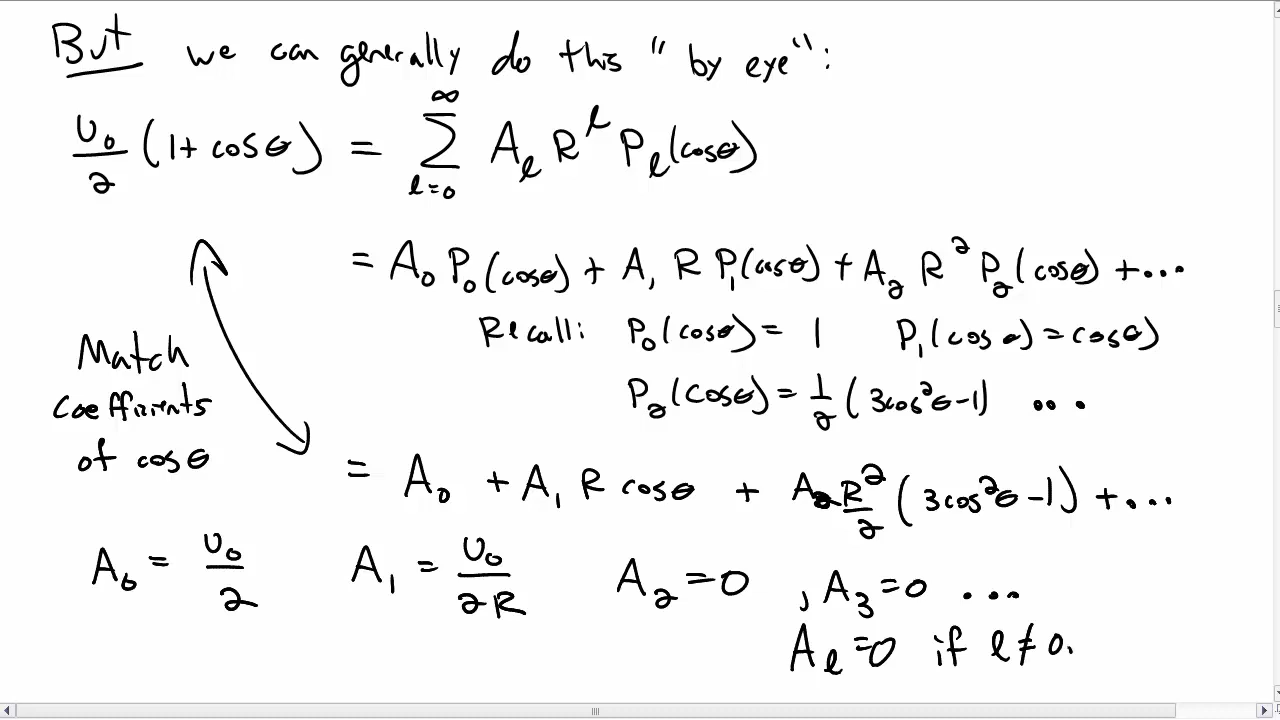 But we can generally do this "by eye":
U₀/2 (1 + cosθ) = ∑_{l=0}^{∞} A_l R^l P_l(cosθ)
= A₀ P₀(cosθ) + A₁ R P₁(cosθ) + A₂ R² P₂(cosθ) + ...
Recall: P₀(cosθ) = 1 P₁(cosθ) = cosθ)
P₂(cosθ) = 1/2 (3cos²θ-1) ...
Match
coefficients
of cosθ
= A₀ + A₁ R cosθ + A₂ R²/2 (3cos²θ-1) + ...
A₀ = U₀/2 A₁ = U₀/2R A₂ = 0 , A₃ = 0 ...
A_l = 0 if l ≠ 0.